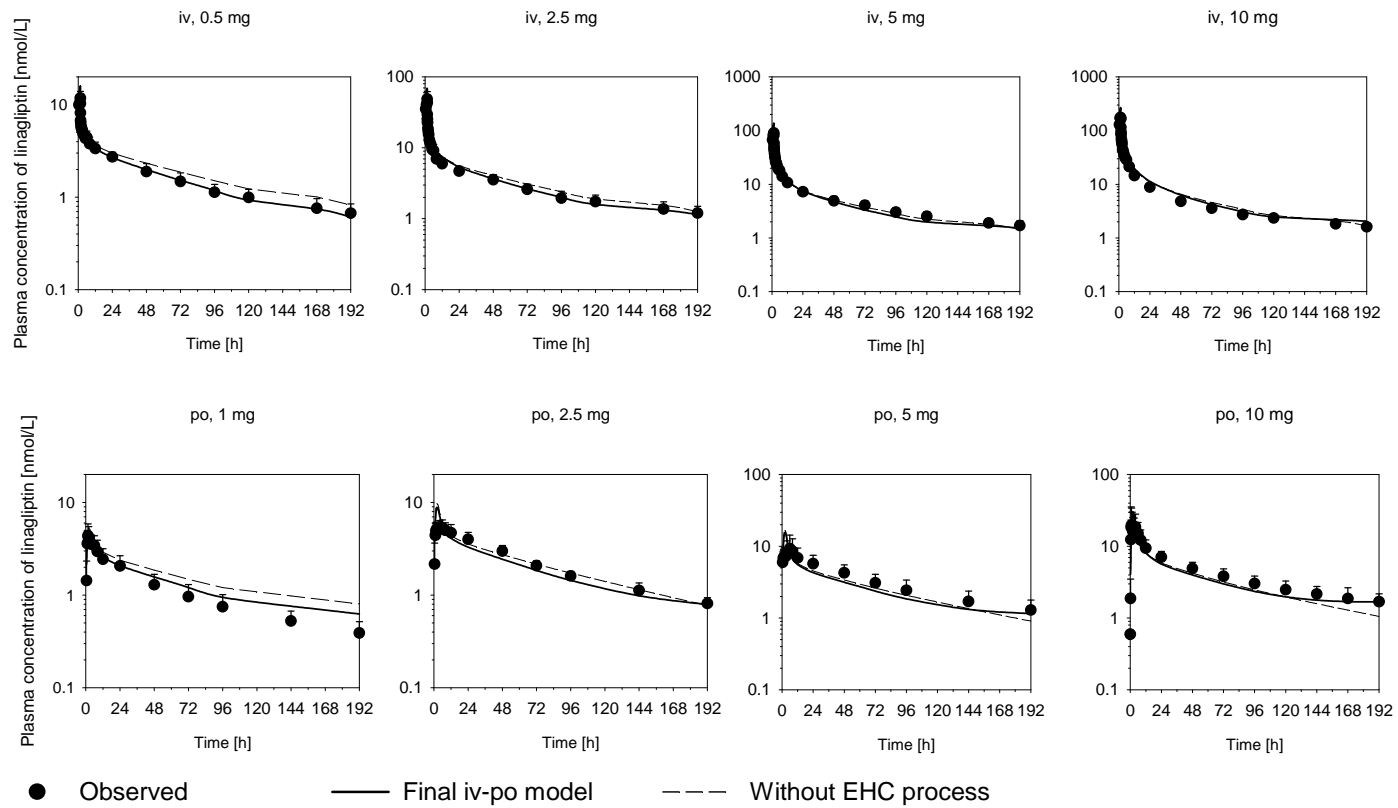 iv, 0.5 mg
iv, 2.5 mg
iv, 5 mg
iv, 10 mg
Plasma concentration of linagliptin [nmol/L]
10
1
0.1
0 24 48 72 96 120 144 168 192
Time [h]
100
10
1
0.1
0 24 48 72 96 120 144 168 192
Time [h]
1000
100
10
1
0.1
0 24 48 72 96 120 144 168 192
Time [h]
1000
100
10
1
0.1
0 24 48 72 96 120 144 168 192
Time [h]
po, 1 mg
po, 2.5 mg
po, 5 mg
po, 10 mg
Plasma concentration of linagliptin [nmol/L]
10
1
0.1
0 24 48 72 96 120 144 168 192
Time [h]
10
1
0.1
0 24 48 72 96 120 144 168 192
Time [h]
100
10
1
0.1
0 24 48 72 96 120 144 168 192
Time [h]
100
10
1
0.1
0 24 48 72 96 120 144 168 192
Time [h]
Observed
Final iv-po model
Without EHC process